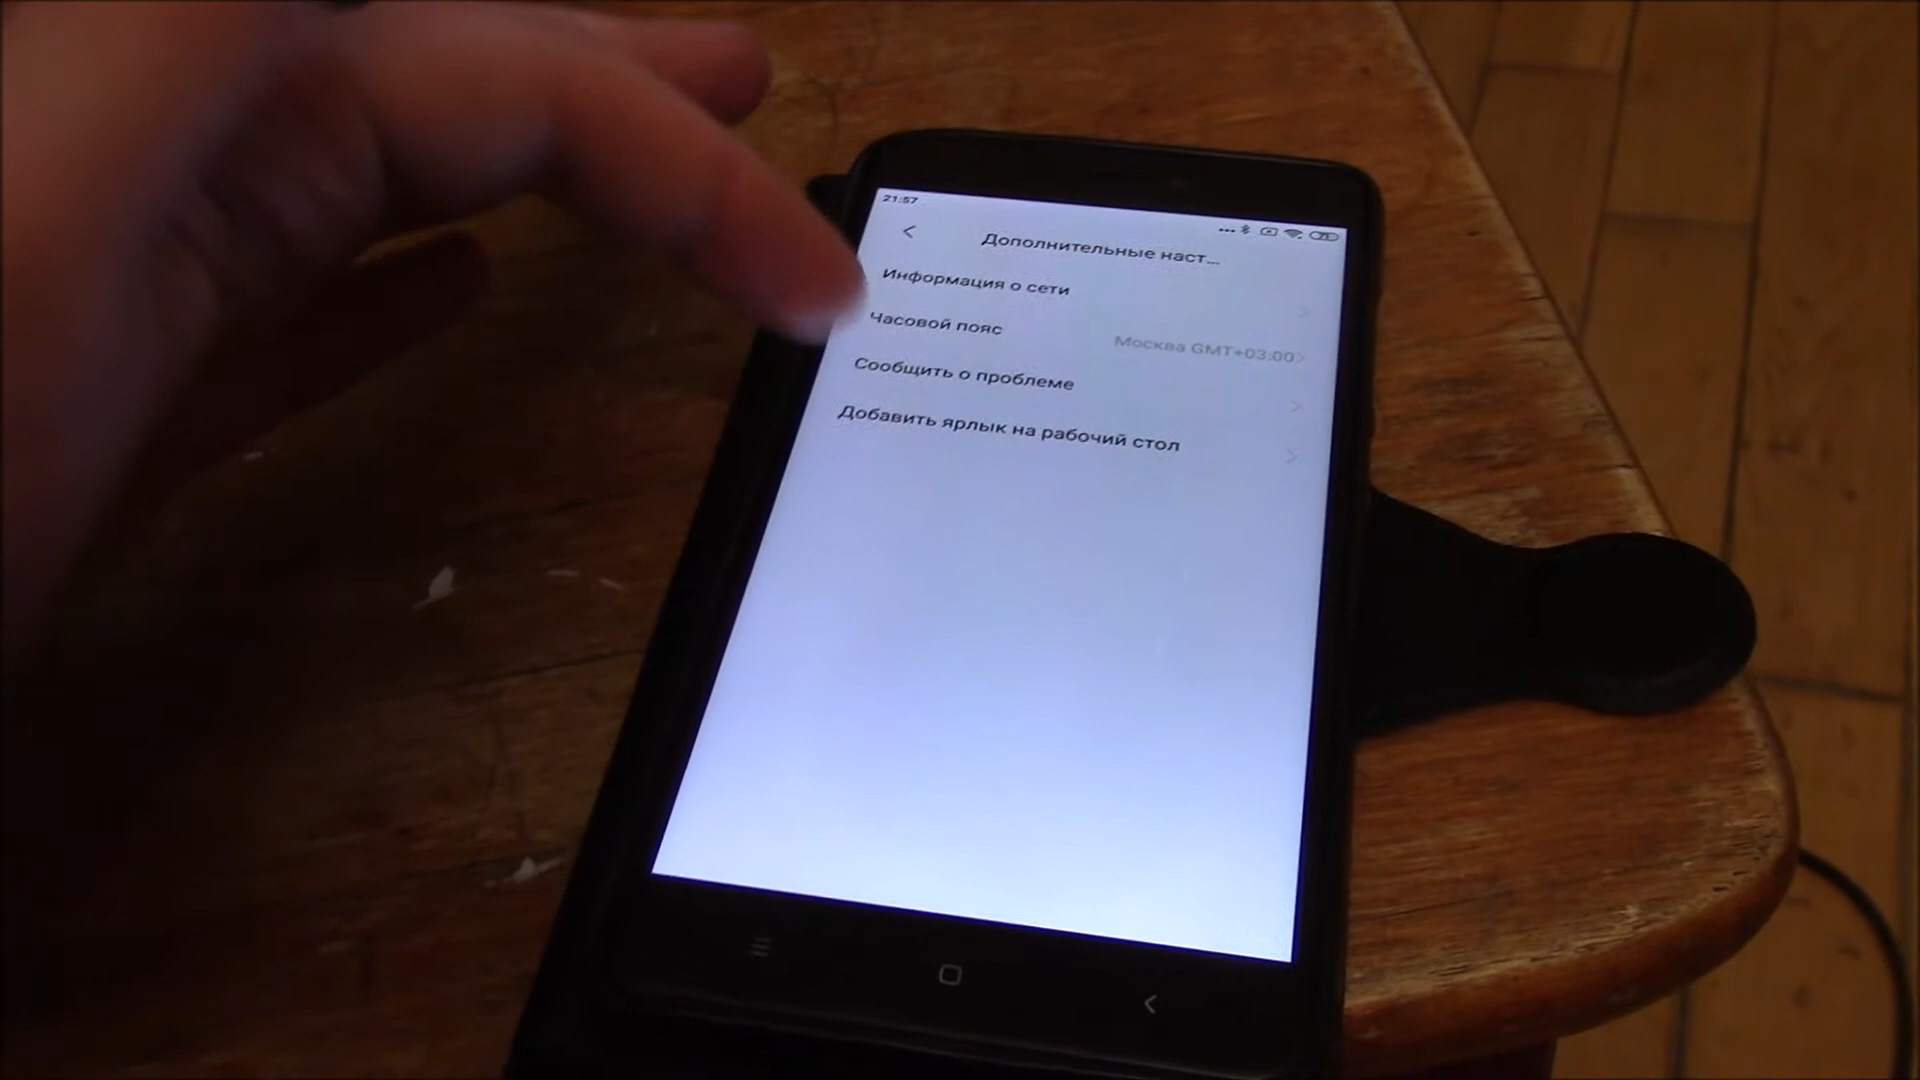 21:57
71
Дополнительные наст...
Информация о сети
Часовой пояс
Москва GMT+03:00
Сообщить о проблеме
Добавить ярлык на рабочий стол